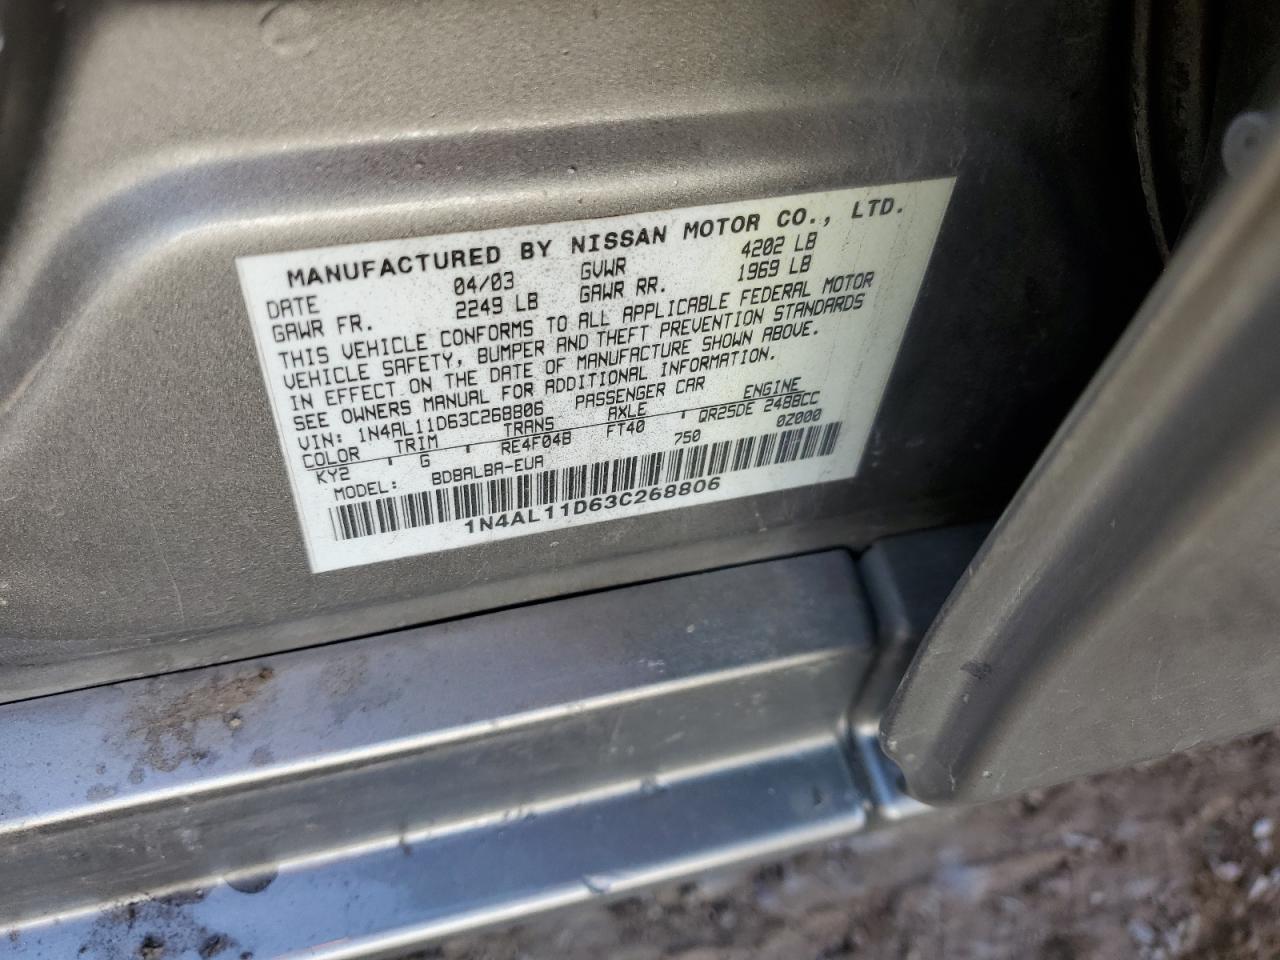 MANUFACTURED BY NISSAN MOTOR CO., LTD.
DATE 04/03 GVWR 4202 LB
GAWR FR. 2249 LB GAWR RR. 1969 LB
THIS VEHICLE CONFORMS TO ALL APPLICABLE FEDERAL MOTOR
VEHICLE SAFETY, BUMPER AND THEFT PREVENTION STANDARDS
IN EFFECT ON THE DATE OF MANUFACTURE SHOWN ABOVE.
SEE OWNERS MANUAL FOR ADDITIONAL INFORMATION.
VIN: 1N4AL11D63C268806 PASSENGER CAR
COLOR TRIM TRANS AXLE ENGINE
KY2 G RE4F04B FT40 QR25DE 2488CC
MODEL: BDBALBA-EUA 750 0Z000
1N4AL11D63C268806